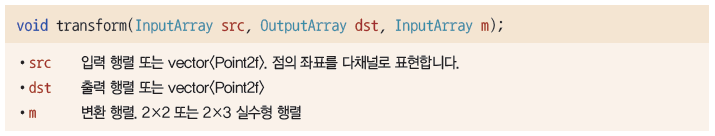 void transform(InputArray src, OutputArray dst, InputArray m);
• src 입력 행렬 또는 vector<Point2f>. 점의 좌표를 다채널로 표현합니다.
• dst 출력 행렬 또는 vector<Point2f>
• m 변환 행렬. 2×2 또는 2×3 실수형 행렬